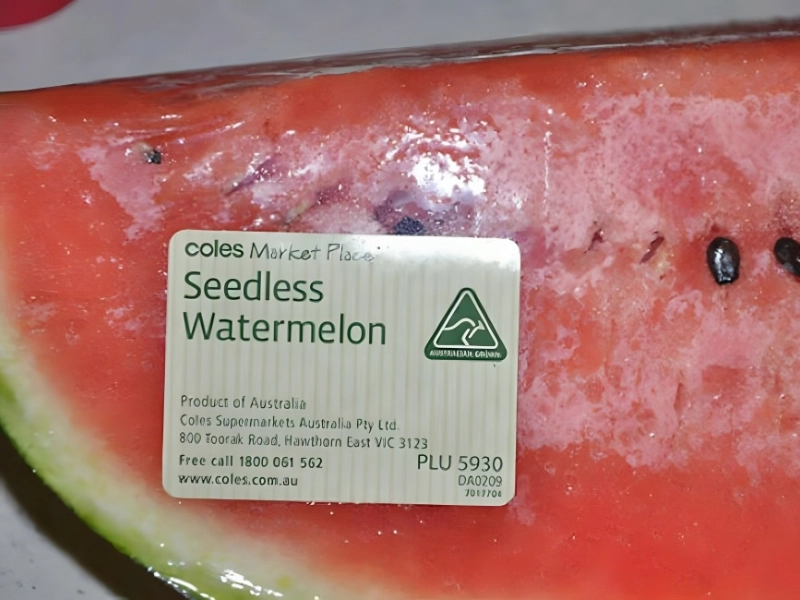 coles Market Place
Seedless
Watermelon
AUSTRALIAN GROWN
Product of Australia
Coles Supermarkets Australia Pty Ltd.
800 Toorak Road, Hawthorn East VIC 3123
Free call 1800 061 562
PLU 5930
www.coles.com.au
DA0209
7017704